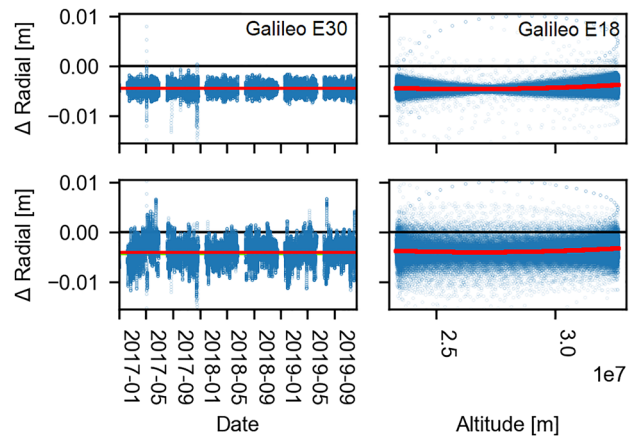 Galileo E30
Galileo E18
Δ Radial [m]
0.01
0.00
−0.01
Δ Radial [m]
0.01
0.00
−0.01
2017-01
2017-05
2017-09
2018-01
2018-05
2018-09
2019-01
2019-05
2019-09
2.5
3.0
1e7
Date
Altitude [m]